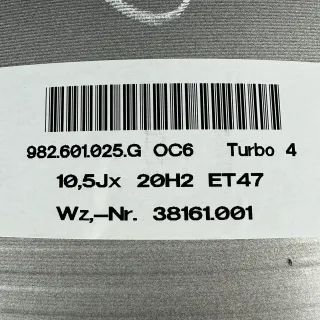 982.601.025.G OC6 Turbo 4
10,5Jx 20H2 ET47
Wz,-Nr. 38161.001